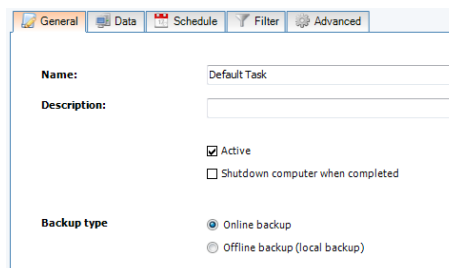 General Data Schedule Filter Advanced
Name: Default Task
Description:
Active
Shutdown computer when completed
Backup type Online backup
Offline backup (local backup)